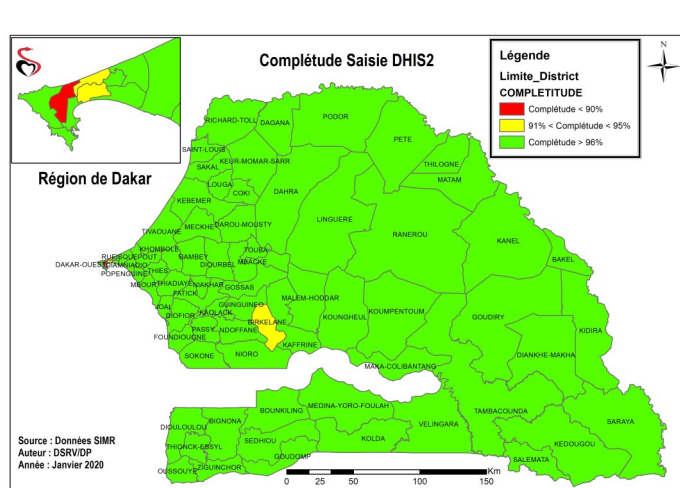 Complétude Saisie DHIS2
Légende
Limite_District
COMPLETITUDE
Complétude < 90%
91% < Complétude < 95%
Complétude > 96%
N
Région de Dakar
RICHARD-TOLL
DAGANA
PODOR
PETE
SAINT-LOUIS
KEUR-MOMAR-SARR
SAKAL
THILOGNE
MATAM
LOUGA
COKI
DAHRA
KEBEMER
LINGUERE
RANEROU
KANEL
MECKHE
DAROU-MOUSTY
TIVAOUANE
KHOMBOLE
TOUBA
BAMBEY
MBACKE
DIOURBEL
BAKEL
DAKAR-OUEST
POPENGUINE
THIES
MBOUR
THIADIAYE
NIAKHAR
GOSSAS
FATICK
MALEM-HODDAR
JOAL
GUINGUINEO
DIOFIOR
KAOLACK
BIRKELANE
KOUNGHEUL
KOUMPENTOUM
GOUDIRY
KIDIRA
PASSY
NDOFFANE
FOUNDIOUGNE
KAFFRINE
SOKONE
NIORO
DIANKHE-MAKHA
MAKA-COLIBANTANG
MEDINA-YORO-FOULAH
BOUNKILING
TAMBACOUNDA
BIGNONA
VELINGARA
SARAYA
DIOULOULOU
SEDHIOU
KOLDA
THIONCK-ESSYL
KEDOUGOU
GOUDOMP
SALEMATA
ZIGUINCHOR
OUSSOUYE
Source : Données SIMR
Auteur : DSRV/DP
Année : Janvier 2020
0 25 50 100 150 Km